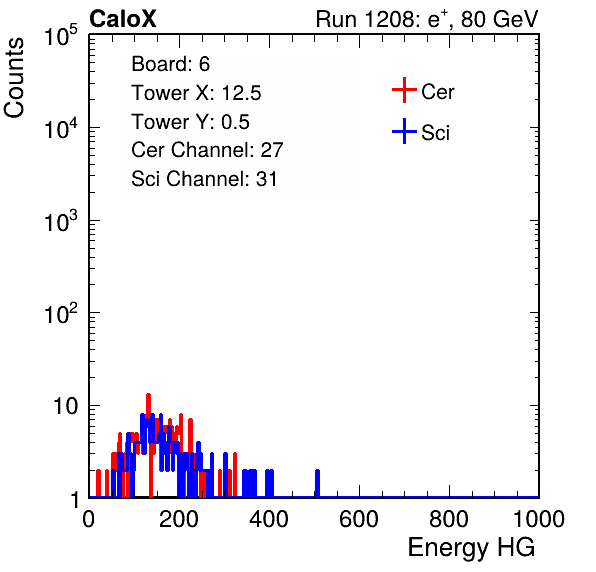 CaloX Run 1208: e⁺, 80 GeV
Board: 6
Tower X: 12.5
Tower Y: 0.5
Cer Channel: 27
Sci Channel: 31
Cer
Sci
Counts
10⁵
10⁴
10³
10²
10
1
0 200 400 600 800 1000
Energy HG